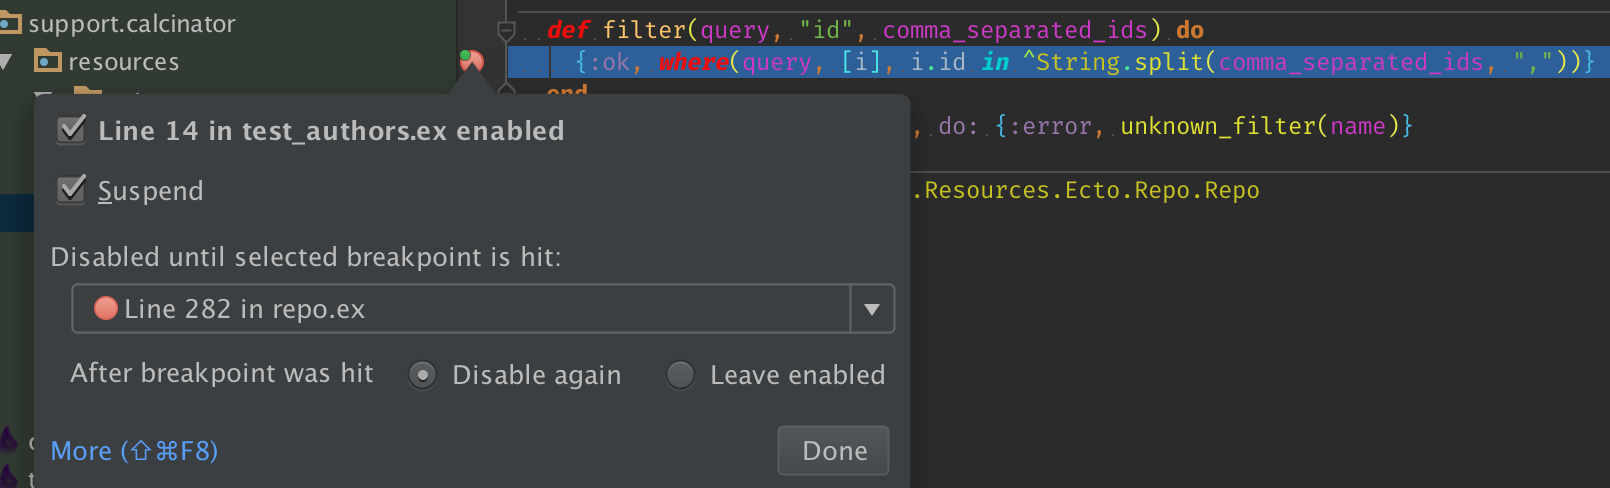 support.calcinator
resources
def filter(query, "id", comma_separated_ids) do
{:ok, where(query, [i], i.id in ^String.split(comma_separated_ids, ","))}
end
, do: {:error, unknown_filter(name)}
.Resources.Ecto.Repo.Repo
Line 14 in test_authors.ex enabled
Suspend
Disabled until selected breakpoint is hit:
Line 282 in repo.ex
After breakpoint was hit
Disable again
Leave enabled
More (⇧⌘F8)
Done